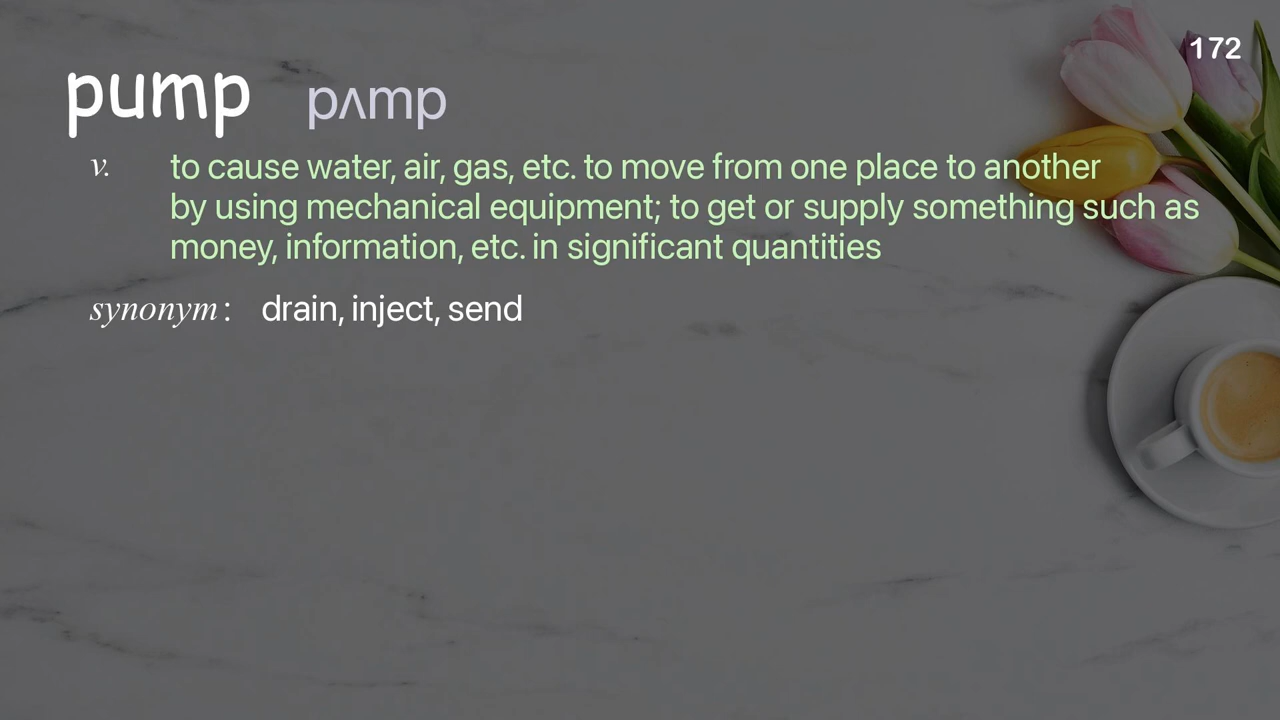 172
pump pʌmp
v. to cause water, air, gas, etc. to move from one place to another
by using mechanical equipment; to get or supply something such as
money, information, etc. in significant quantities
synonym: drain, inject, send